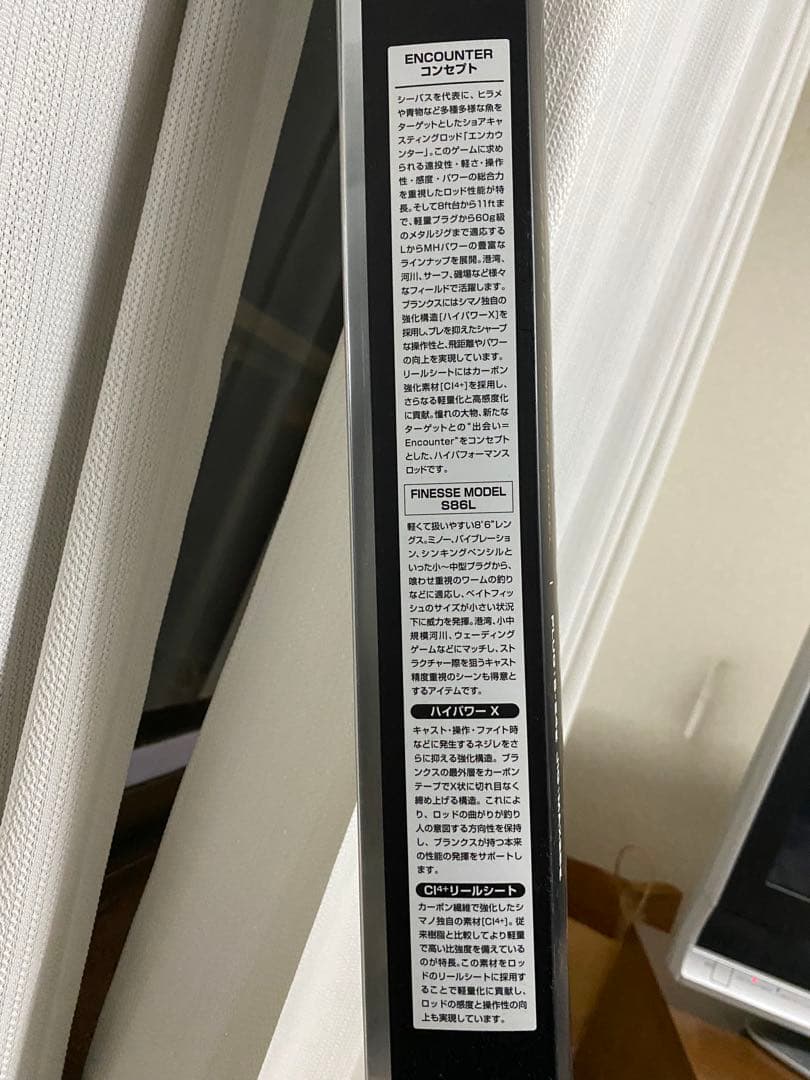 ENCOUNTER
コンセプト
シーバスを代表に、ヒラメ
や青物など多種多様な魚を
ターゲットとしたショアキャ
スティングロッド「エンカウ
ンター」。このゲームに求め
られる遠投性・軽さ・操作
性・感度・パワーの総合力
を重視したロッド性能が特
長。そして8ft台から11ftま
で、軽量プラグから60g級
のメタルジグまで適応する
LからMHパワーの豊富な
ラインナップを展開。港湾、
河川、サーフ、磯場など様々
なフィールドで活躍します。
ブランクスにはシマノ独自の
強化構造[ハイパワーX]を
採用し、ブレを抑えたシャープ
な操作性と、飛距離やパワー
の向上を実現しています。
リールシートにはカーボン
強化素材[CI4+]を採用し、
さらなる軽量化と高感度化
に貢献。憧れの大物、新たな
ターゲットとの"出会い=
Encounter"をコンセプト
とした、ハイパフォーマンス
ロッドです。
FINESSE MODEL
S86L
軽くて扱いやすい8'6"レン
グス。ミノー、バイブレーショ
ン、シンキングペンシルと
いった小〜中型プラグから、
喰わせ重視のワームの釣り
などに適応し、ベイトフィッ
シュのサイズが小さい状況
下に威力を発揮。港湾、小中
規模河川、ウェーディング
ゲームなどにマッチし、スト
ラクチャー際を狙うキャスト
精度重視のシーンも得意と
するアイテムです。
ハイパワー X
キャスト・操作・ファイト時
などに発生するネジレをさ
らに抑える強化構造。ブラ
ンクスの最外層をカーボン
テープでX状に切れ目なく
締め上げる構造。これによ
り、ロッドの曲がりが釣り
人の意図する方向性を保持
し、ブランクスが持つ本来
の性能の発揮をサポートし
ます。
CI4+リールシート
カーボン繊維で強化したシ
マノ独自の素材[CI4+]。従
来樹脂と比較してより軽量
で高い比強度を備えている
のが特長。この素材をロッ
ドのリールシートに採用す
ることで軽量化に貢献し、
ロッドの感度と操作性の向
上も実現しています。